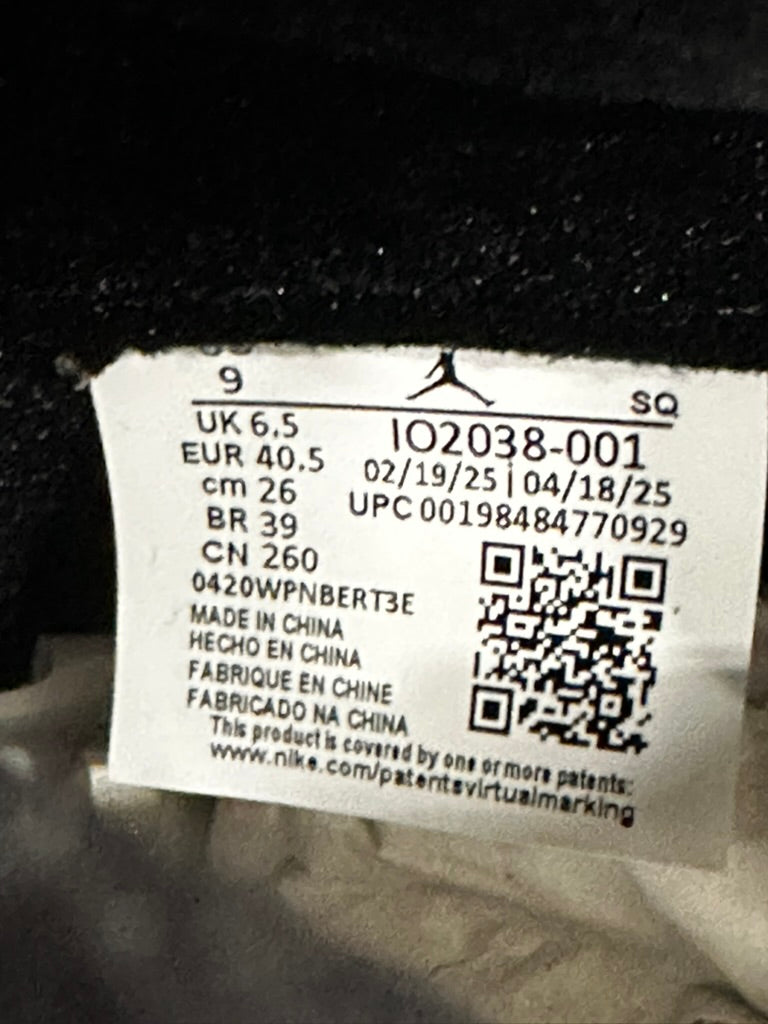 9
SQ
UK 6.5
EUR 40.5
cm 26
BR 39
CN 260
IO2038-001
02/19/25 | 04/18/25
UPC 00198484770929
0420WPNBERT3E
MADE IN CHINA
HECHO EN CHINA
FABRIQUE EN CHINE
FABRICADO NA CHINA
This product is covered by one or more patents:
www.nike.com/patentsvirtualmarking